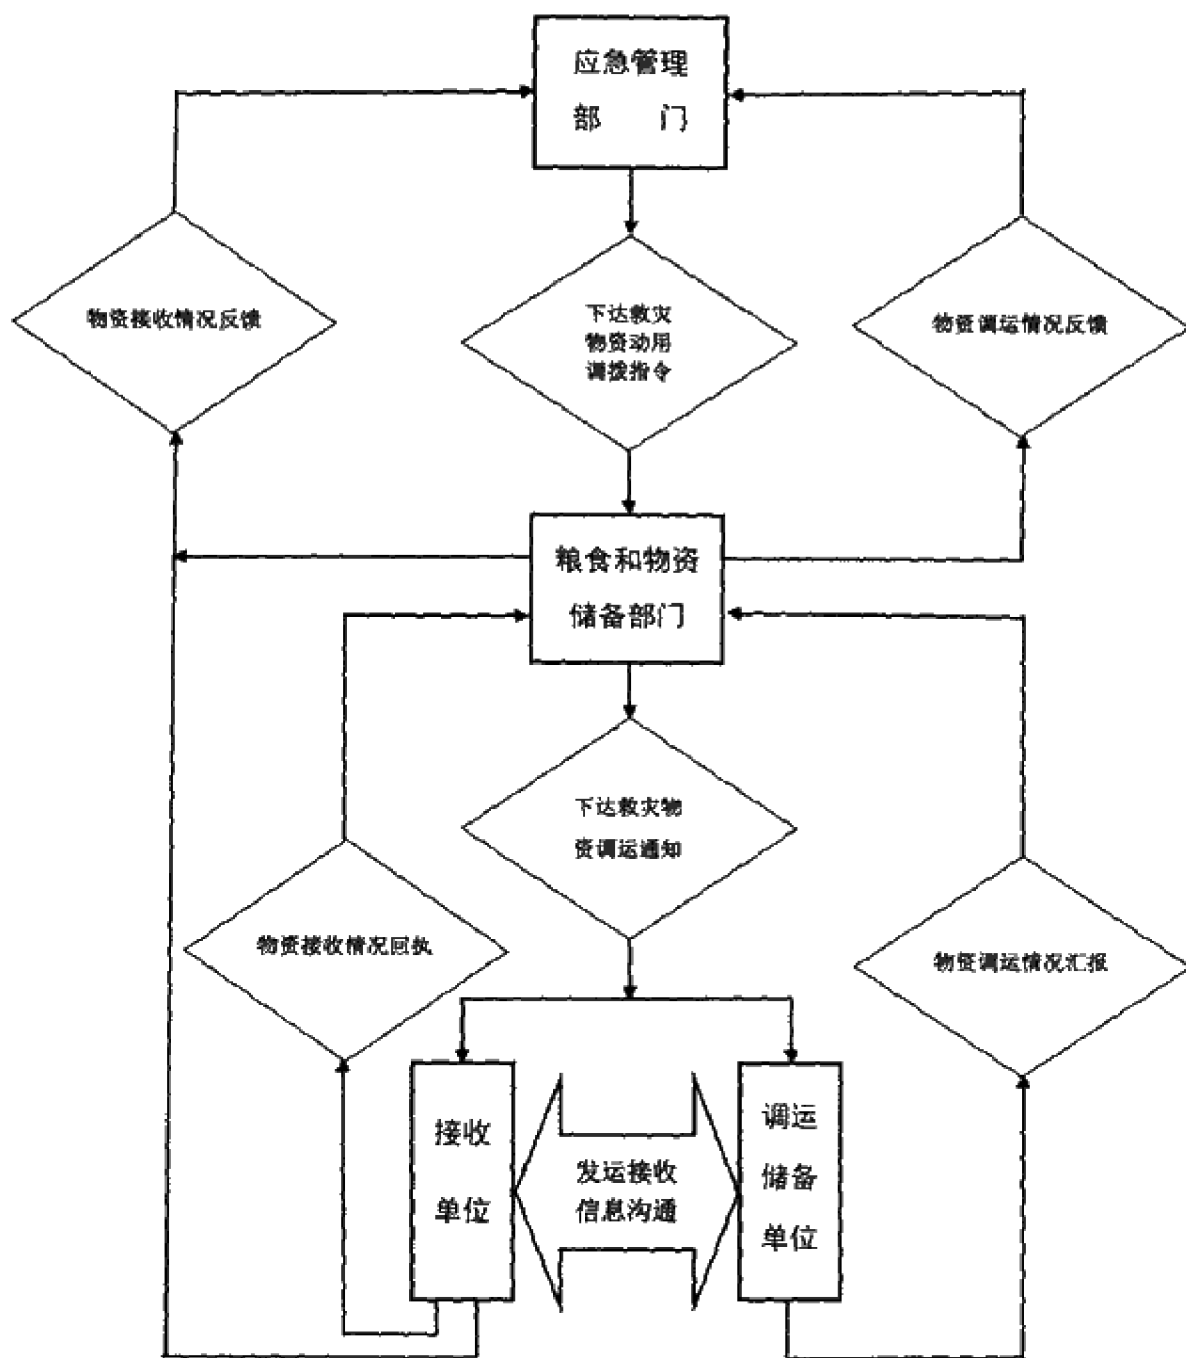 应急管理
部 门
物资接收情况反馈
下达救灾
物资动用
调拨指令
物资调运情况反馈
粮食和物资
储备部门
下达救灾物
资调运通知
物资接收情况回执
物资调运情况汇报
接收
单位
发运接收
信息沟通
调运
储备
单位